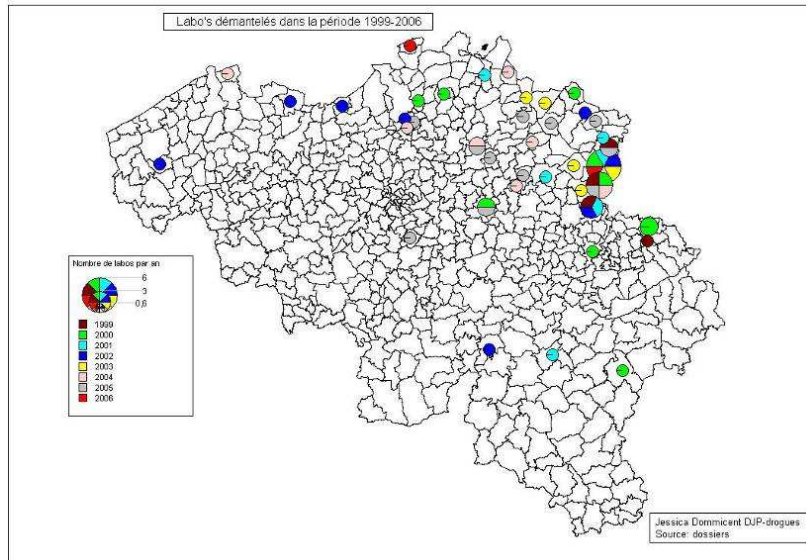 Labo's démantelés dans la période 1999-2006
Nombre de labos par an
6
3
0,6
1999
2000
2001
2002
2003
2004
2005
2006
Jessica Dommicent DJP-drogues
Source: dossiers